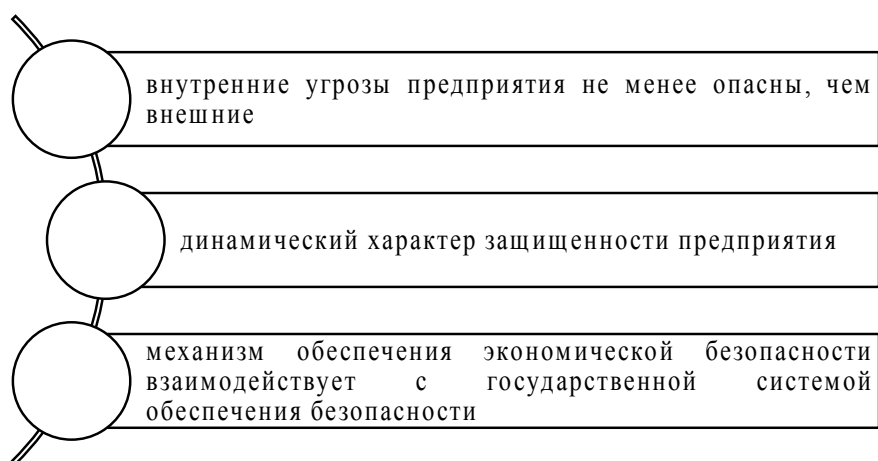 внутренние угрозы предприятия не менее опасны, чем
внешние
динамический характер защищенности предприятия
механизм обеспечения экономической безопасности
взаимодействует с государственной системой
обеспечения безопасности